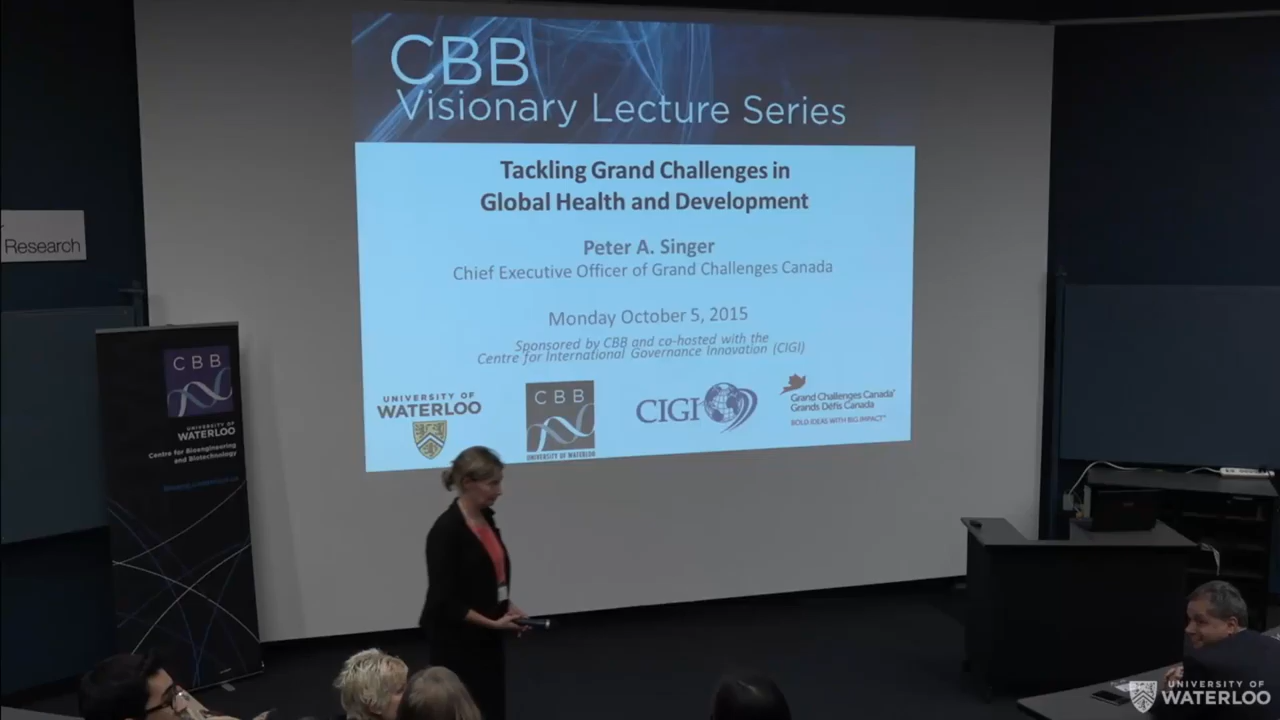 CBB
Visionary Lecture Series
Tackling Grand Challenges in
Global Health and Development
Peter A. Singer
Chief Executive Officer of Grand Challenges Canada
Monday October 5, 2015
Sponsored by CBB and co-hosted with the
Centre for International Governance Innovation (CIGI)
UNIVERSITY OF
WATERLOO
CBB
UNIVERSITY OF WATERLOO
CIGI
Grand Challenges Canada
Grands Défis Canada
BOLD IDEAS WITH BIG IMPACT
Research
CBB
UNIVERSITY OF
WATERLOO
Centre for Bioengineering
and Biotechnology
UNIVERSITY OF
WATERLOO